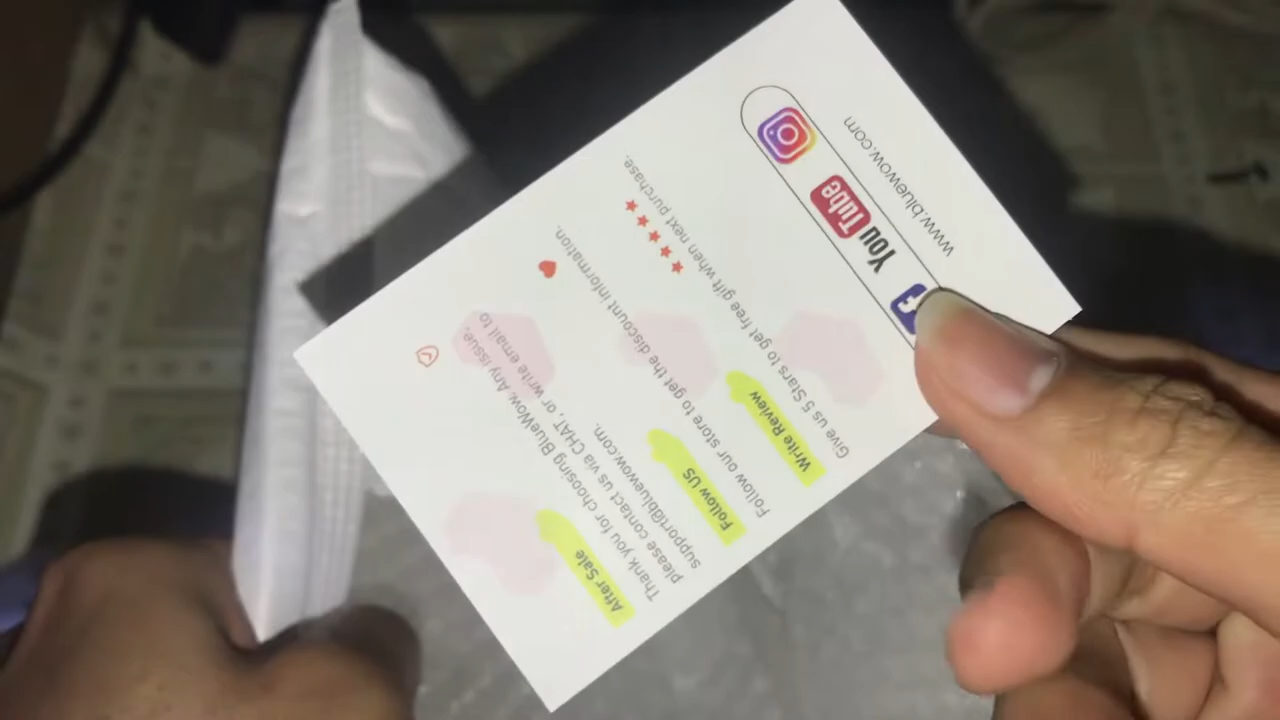 After Sale
Thank you for choosing BlueWow. Any issue,
please contact us via CHAT, or write email to
support@bluewow.com.
Follow US
Follow our store to get the discount information.
Write Review
Give us 5 Stars to get free gift when next purchase.
f YouTube
www.bluewow.com